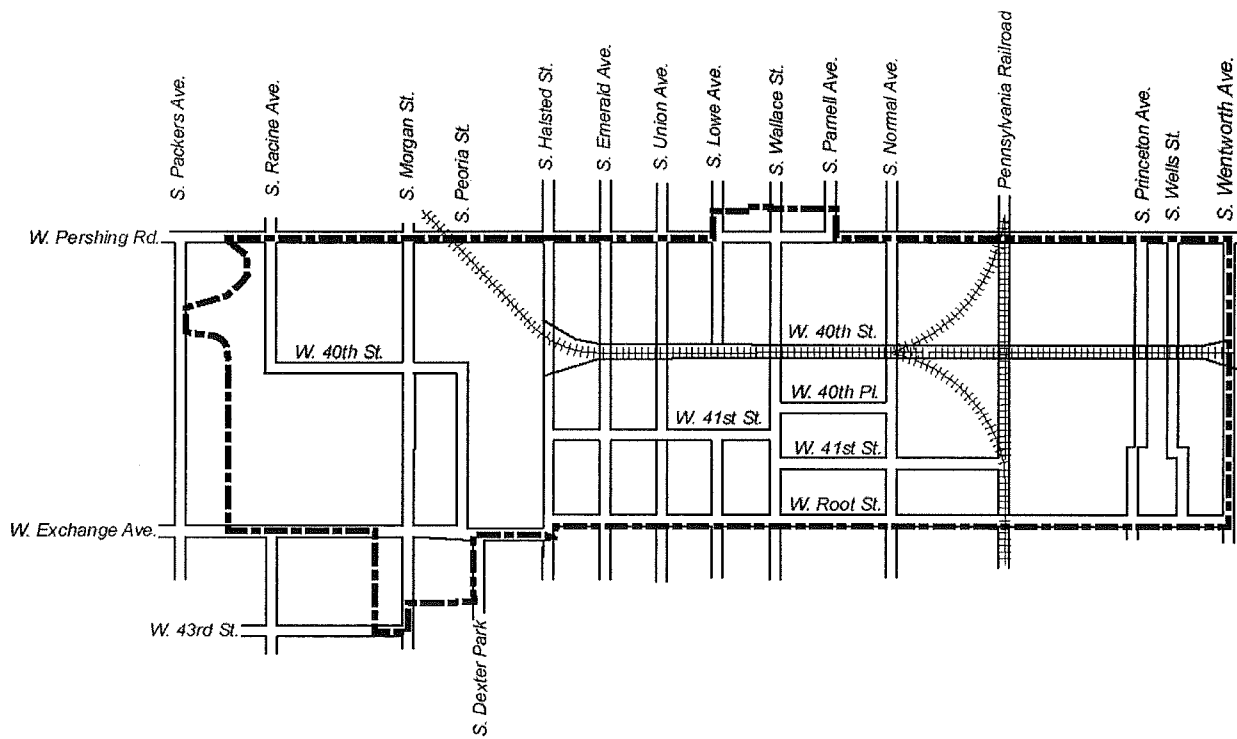 S. Packers Ave.
S. Racine Ave.
S. Morgan St.
S. Peoria St.
S. Halsted St.
S. Emerald Ave.
S. Union Ave.
S. Lowe Ave.
S. Wallace St.
S. Parnell Ave.
S. Normal Ave.
Pennsylvania Railroad
S. Princeton Ave.
S. Wells St.
S. Wentworth Ave.
W. Pershing Rd.
W. 40th St.
W. 40th St.
W. 40th Pl.
W. 41st St.
W. 41st St.
W. Root St.
W. Exchange Ave.
W. 43rd St.
S. Dexter Park